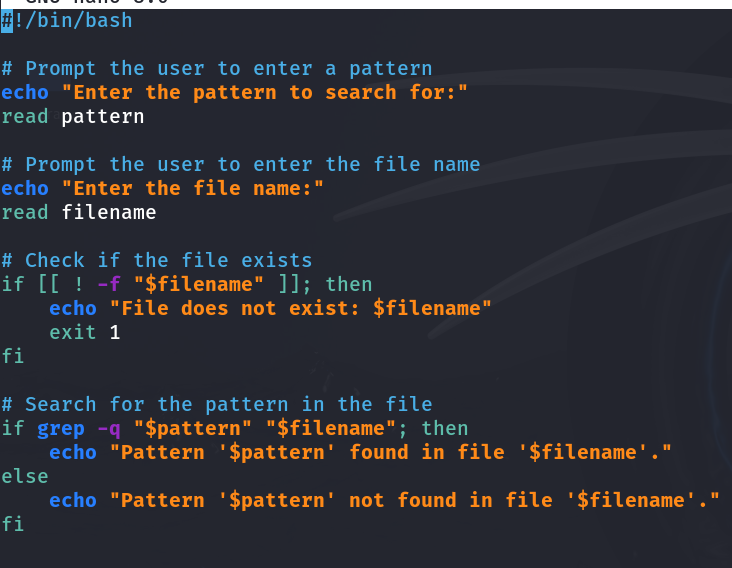 #!/bin/bash

# Prompt the user to enter a pattern
echo "Enter the pattern to search for:"
read pattern

# Prompt the user to enter the file name
echo "Enter the file name:"
read filename

# Check if the file exists
if [[ ! -f "$filename" ]]; then
    echo "File does not exist: $filename"
    exit 1
fi

# Search for the pattern in the file
if grep -q "$pattern" "$filename"; then
    echo "Pattern '$pattern' found in file '$filename'."
else
    echo "Pattern '$pattern' not found in file '$filename'."
fi